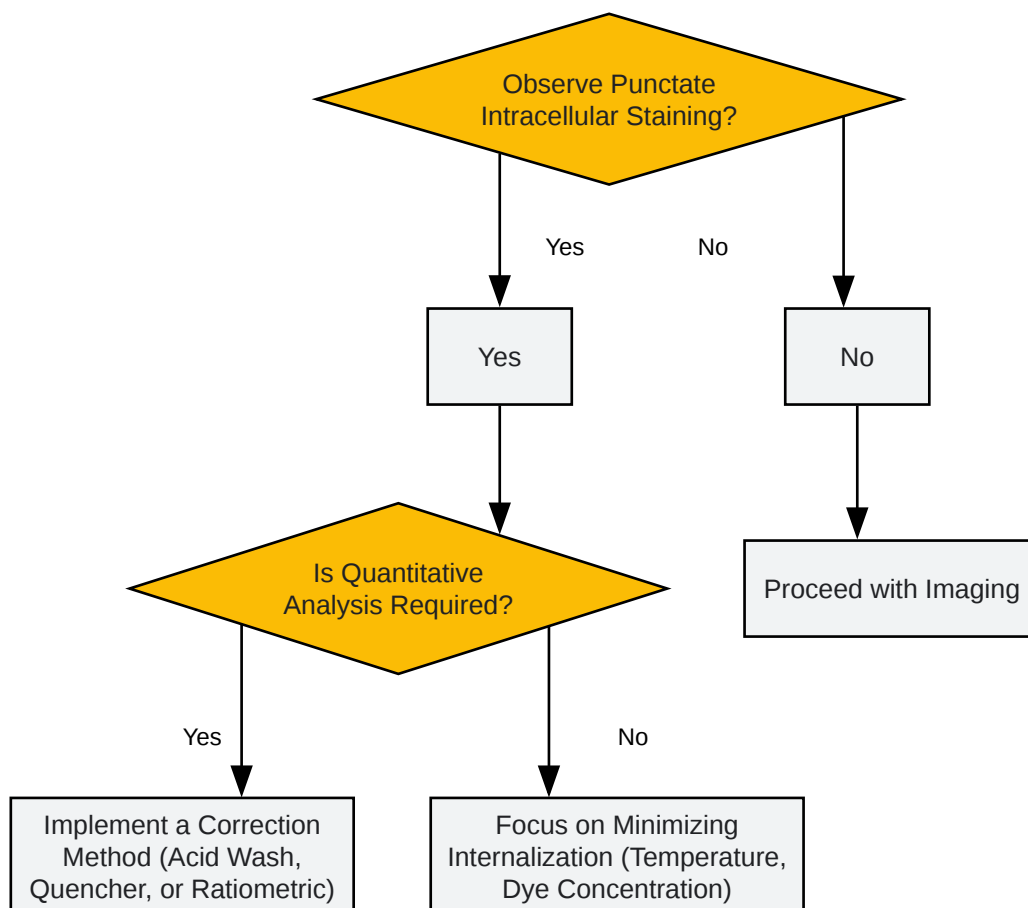 Observe Punctate
Intracellular Staining?
Yes
No
Yes
No
Is Quantitative
Analysis Required?
Proceed with Imaging
Yes
No
Implement a Correction
Method (Acid Wash,
Quencher, or Ratiometric)
Focus on Minimizing
Internalization (Temperature,
Dye Concentration)